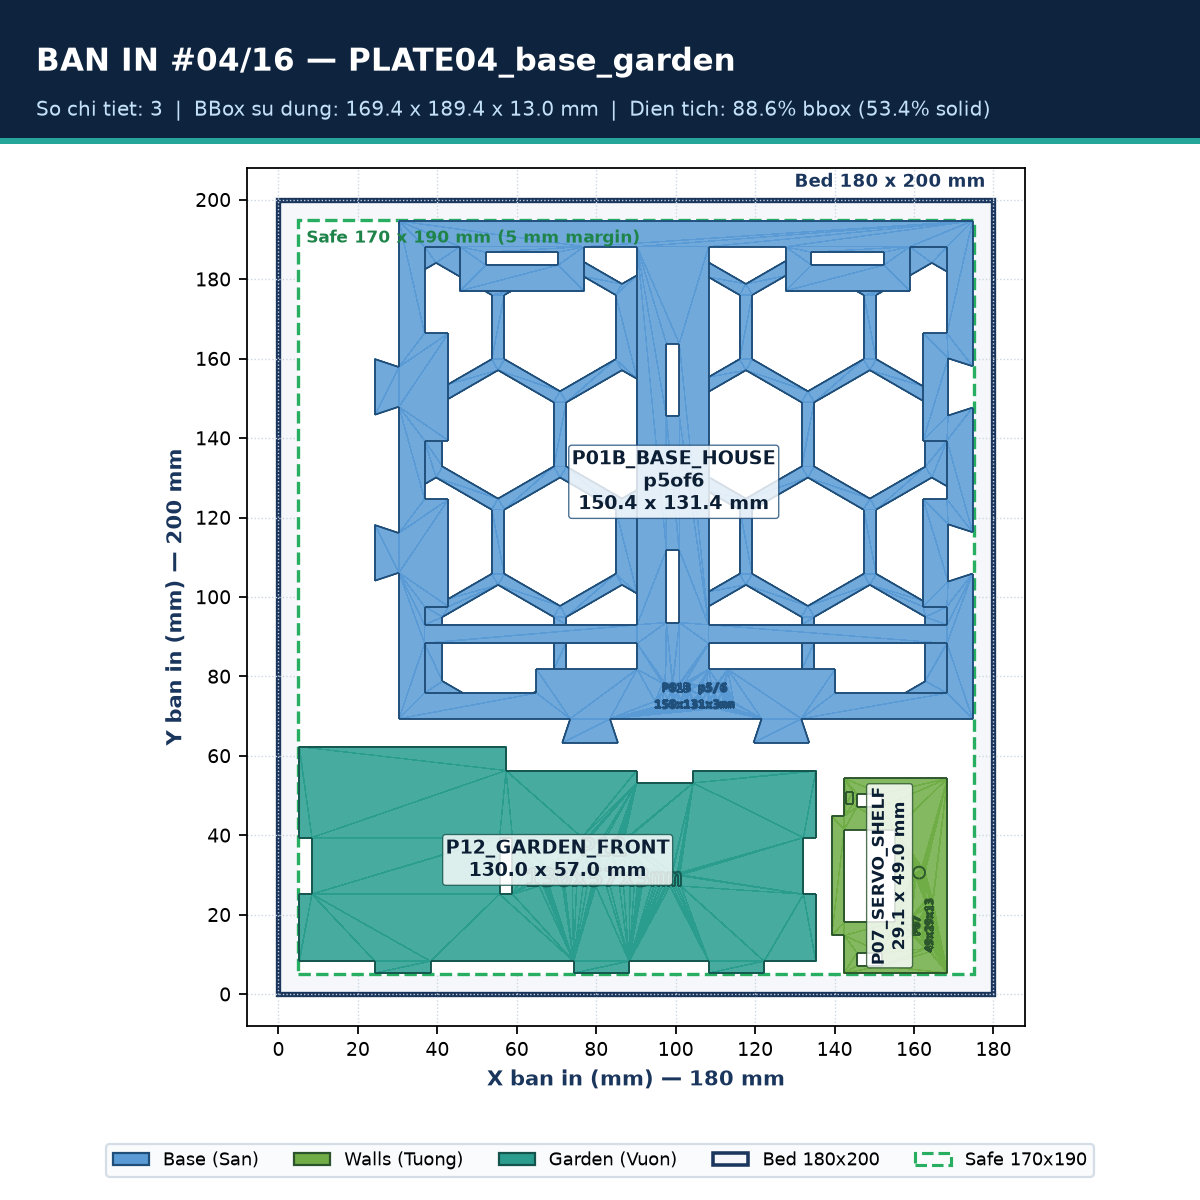 BAN IN #04/16 — PLATE04_base_garden
So chi tiet: 3 | BBox su dung: 169.4 x 189.4 x 13.0 mm | Dien tich: 88.6% bbox (53.4% solid)
Bed 180 x 200 mm
Safe 170 x 190 mm (5 mm margin)
P01B_BASE_HOUSE
p5of6
150.4 x 131.4 mm
P01B p5/6
150x131x3mm
P12_GARDEN_FRONT
130.0 x 57.0 mm
P07_SERVO_SHELF
29.1 x 49.0 mm
P07
49x29x13
Y ban in (mm) — 200 mm
200
180
160
140
120
100
80
60
40
20
0
0 20 40 60 80 100 120 140 160 180
X ban in (mm) — 180 mm
Base (San)
Walls (Tuong)
Garden (Vuon)
Bed 180x200
Safe 170x190